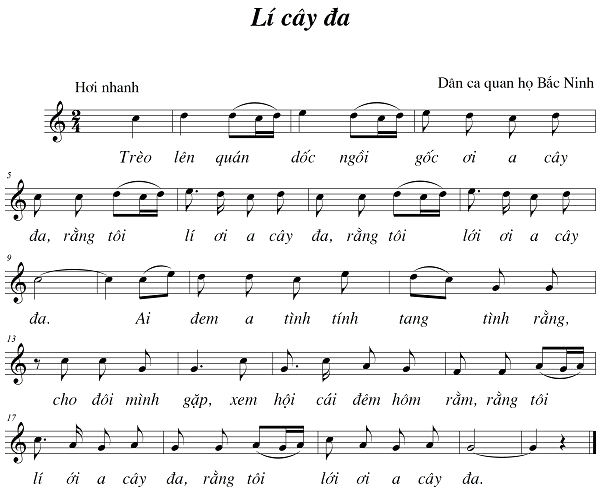 Lí cây đa
Hơi nhanh
Dân ca quan họ Bắc Ninh
2
4
Trèo lên quán dốc ngồi gốc ơi a cây
5
đa, rằng tôi lí ơi a cây đa, rằng tôi lới ơi a cây
9
đa. Ai đem a tình tính tang tình rằng,
13
cho đôi mình gặp, xem hội cái đêm hôm rằm, rằng tôi
17
lí ới a cây đa, rằng tôi lới ơi a cây đa.